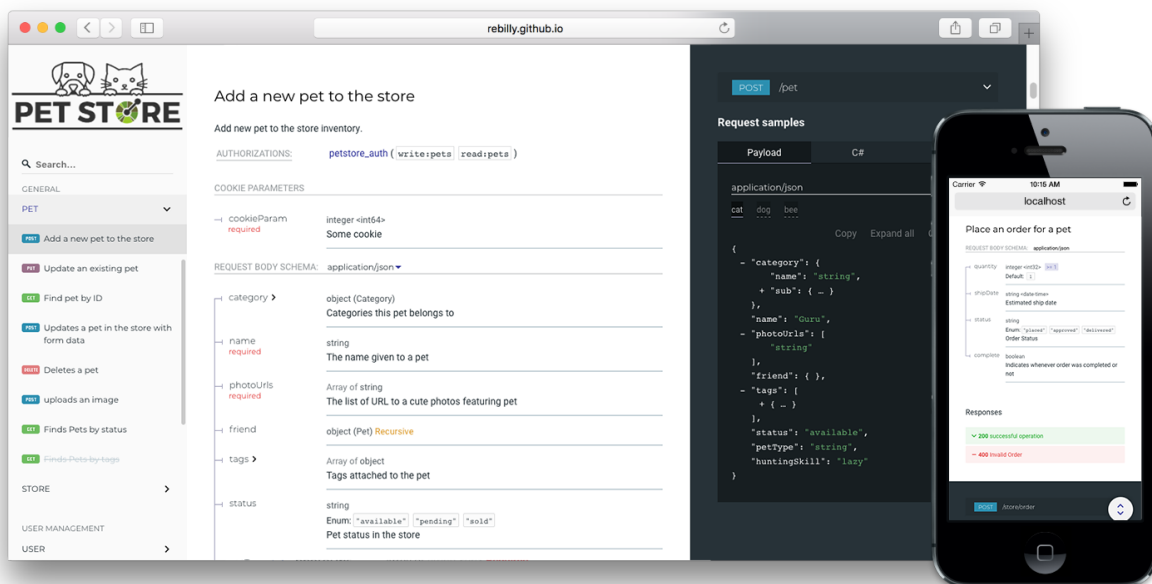 rebilly.github.io
PET STORE
Search...
GENERAL
PET
POST Add a new pet to the store
PUT Update an existing pet
GET Find pet by ID
POST Updates a pet in the store with
form data
DELETE Deletes a pet
POST uploads an image
GET Finds Pets by status
GET Finds Pets by tags
STORE
USER MANAGEMENT
USER
Add a new pet to the store
Add new pet to the store inventory.
AUTHORIZATIONS: petstore_auth ( write:pets read:pets )
COOKIE PARAMETERS
cookieParam integer <int64>
required Some cookie
REQUEST BODY SCHEMA: application/json
category object (Category)
Categories this pet belongs to
name string
required The name given to a pet
photoUrls Array of string
required The list of URL to a cute photos featuring pet
friend object (Pet) Recursive
tags Array of object
Tags attached to the pet
status string
Enum: "available" "pending" "sold"
Pet status in the store
POST /pet
Request samples
Payload C#
application/json
cat dog bee
Copy Expand all
{
- "category": {
"name": "string",
+ "sub": { … }
},
"name": "Guru",
- "photoUrls": [
"string"
],
"friend": { },
- "tags": [
+ { … }
],
"status": "available",
"petType": "string",
"huntingSkill": "lazy"
}
Carrier 10:15 AM
localhost
Place an order for a pet
REQUEST BODY SCHEMA: application/json
quantity integer <int32> >= 1
Default: 1
shipDate string <date-time>
Estimated ship date
status string
Enum: "placed" "approved" "delivered"
Order Status
complete boolean
Indicates whenever order was completed or
not
Responses
200 successful operation
400 Invalid Order
POST /store/order